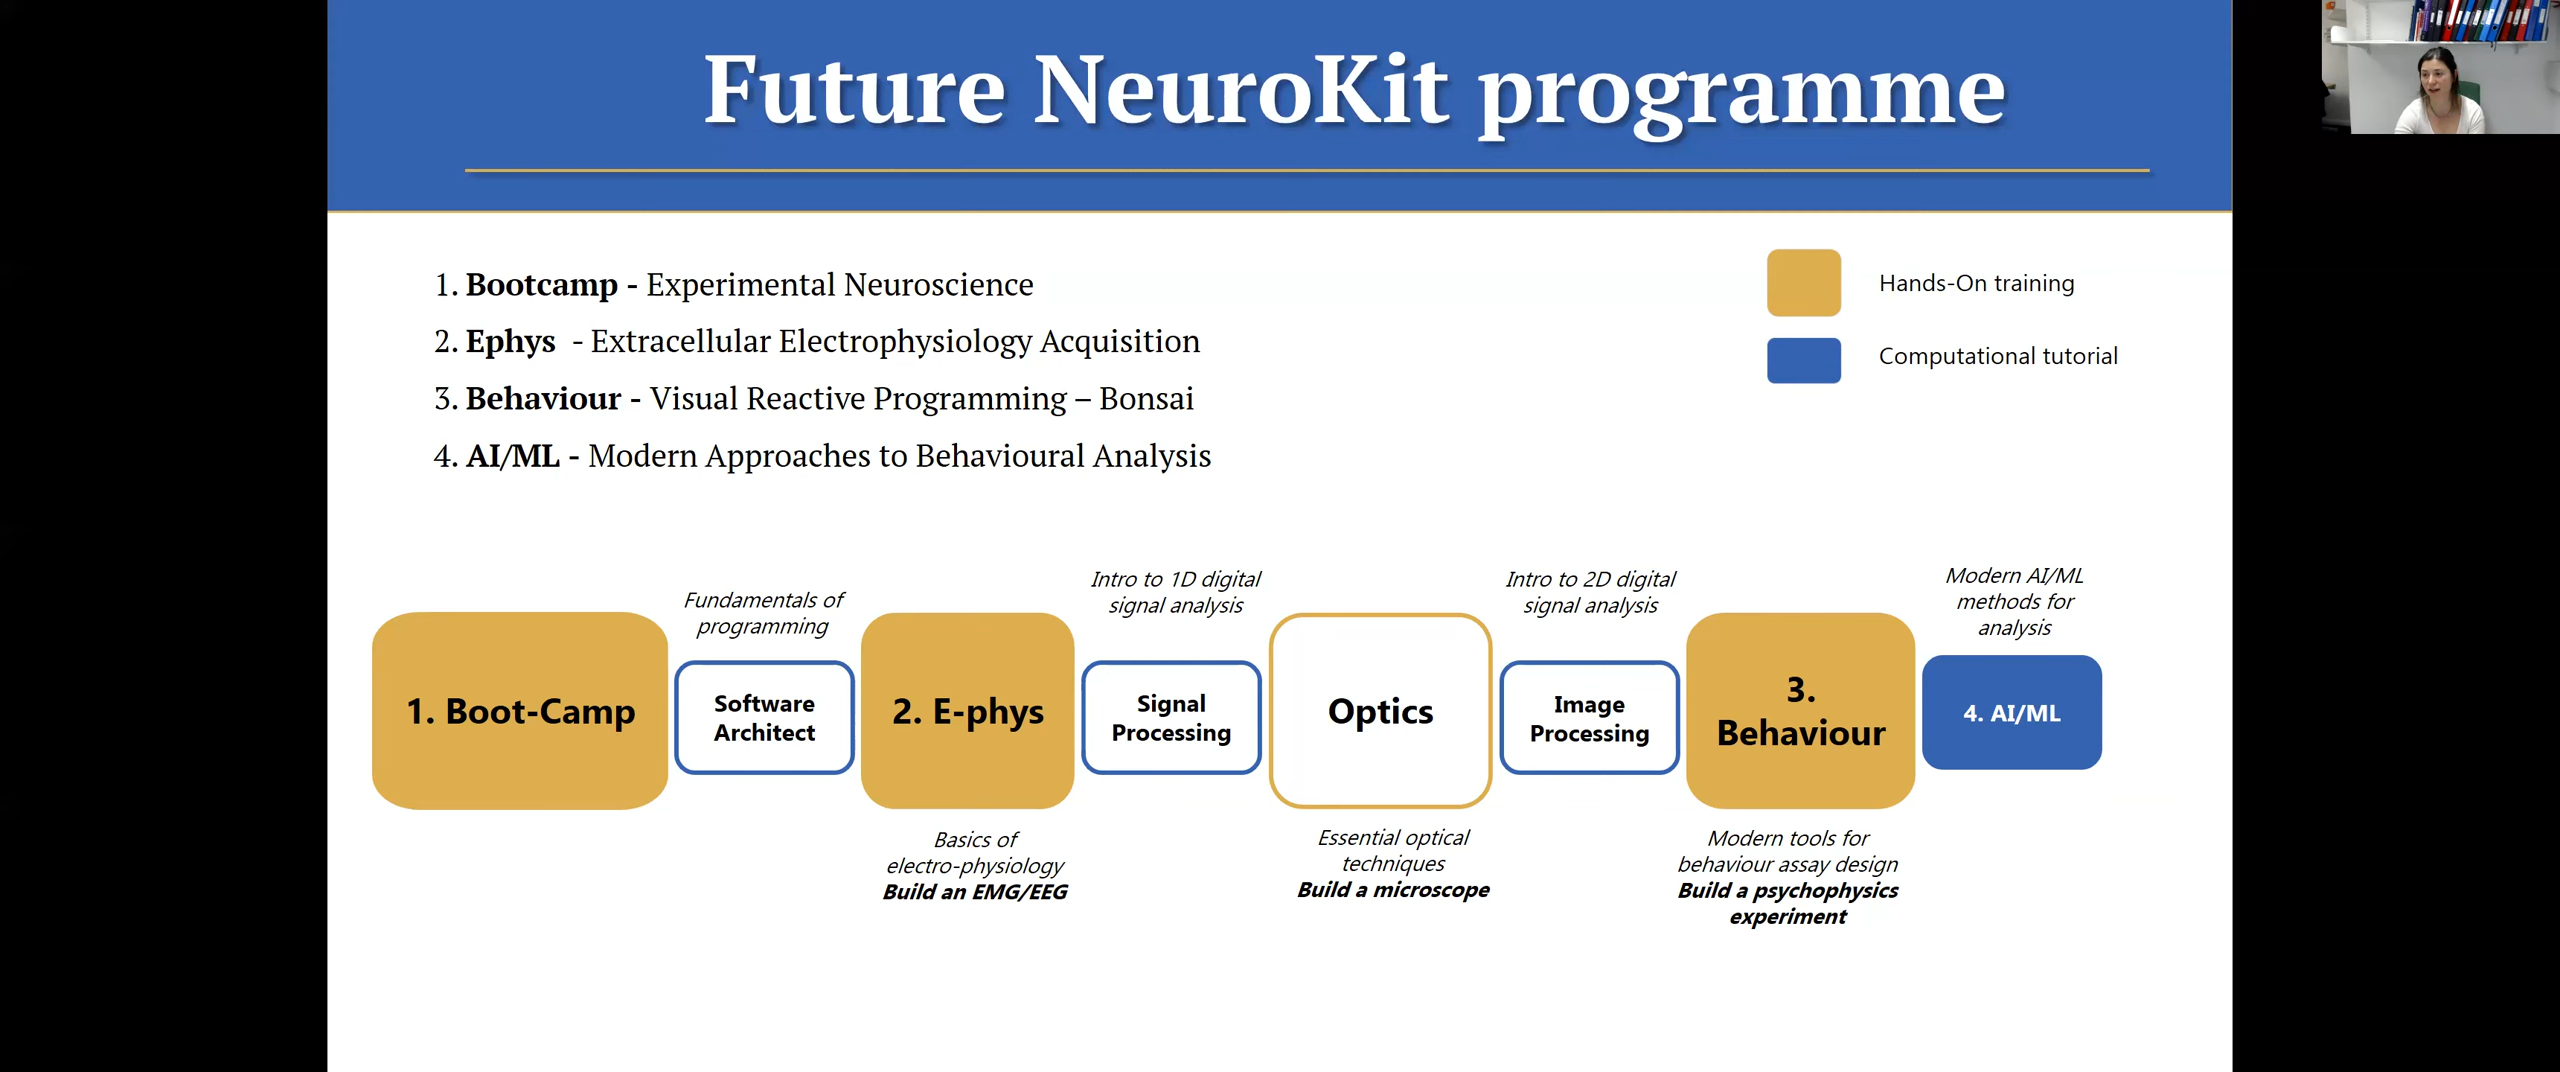 Future NeuroKit programme
1. Bootcamp - Experimental Neuroscience
2. Ephys - Extracellular Electrophysiology Acquisition
3. Behaviour - Visual Reactive Programming – Bonsai
4. AI/ML - Modern Approaches to Behavioural Analysis
Hands-On training
Computational tutorial
1. Boot-Camp
Fundamentals of
programming
Software
Architect
2. E-phys
Basics of
electro-physiology
Build an EMG/EEG
Intro to 1D digital
signal analysis
Signal
Processing
Optics
Essential optical
techniques
Build a microscope
Intro to 2D digital
signal analysis
Image
Processing
3.
Behaviour
Modern tools for
behaviour assay design
Build a psychophysics
experiment
Modern AI/ML
methods for
analysis
4. AI/ML